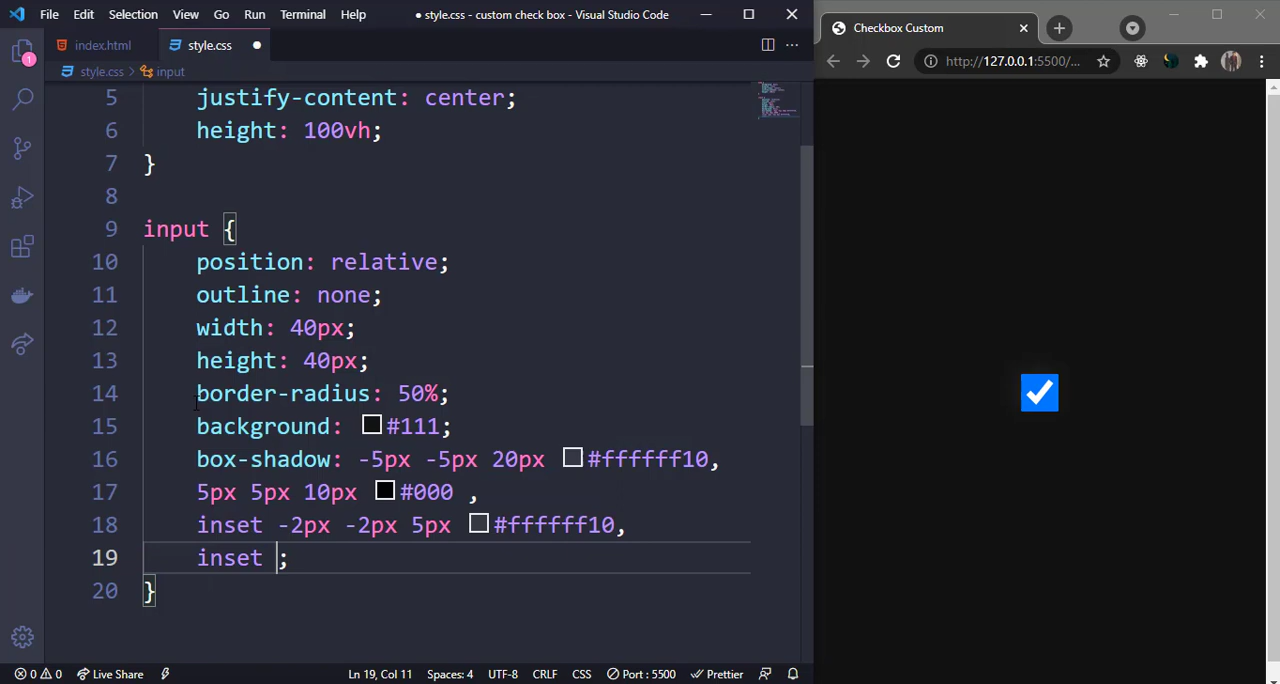 File Edit Selection View Go Run Terminal Help ● style.css - custom check box - Visual Studio Code
index.html style.css ●
style.css > input
5 justify-content: center;
6 height: 100vh;
7 }
8
9 input {
10 position: relative;
11 outline: none;
12 width: 40px;
13 height: 40px;
14 border-radius: 50%;
15 background: #111;
16 box-shadow: -5px -5px 20px #ffffff10,
17 5px 5px 10px #000 ,
18 inset -2px -2px 5px #ffffff10,
19 inset ;
20 }
1
0 0 Live Share Ln 19, Col 11 Spaces: 4 UTF-8 CRLF CSS Port : 5500 Prettier
Checkbox Custom
http://127.0.0.1:5500/...